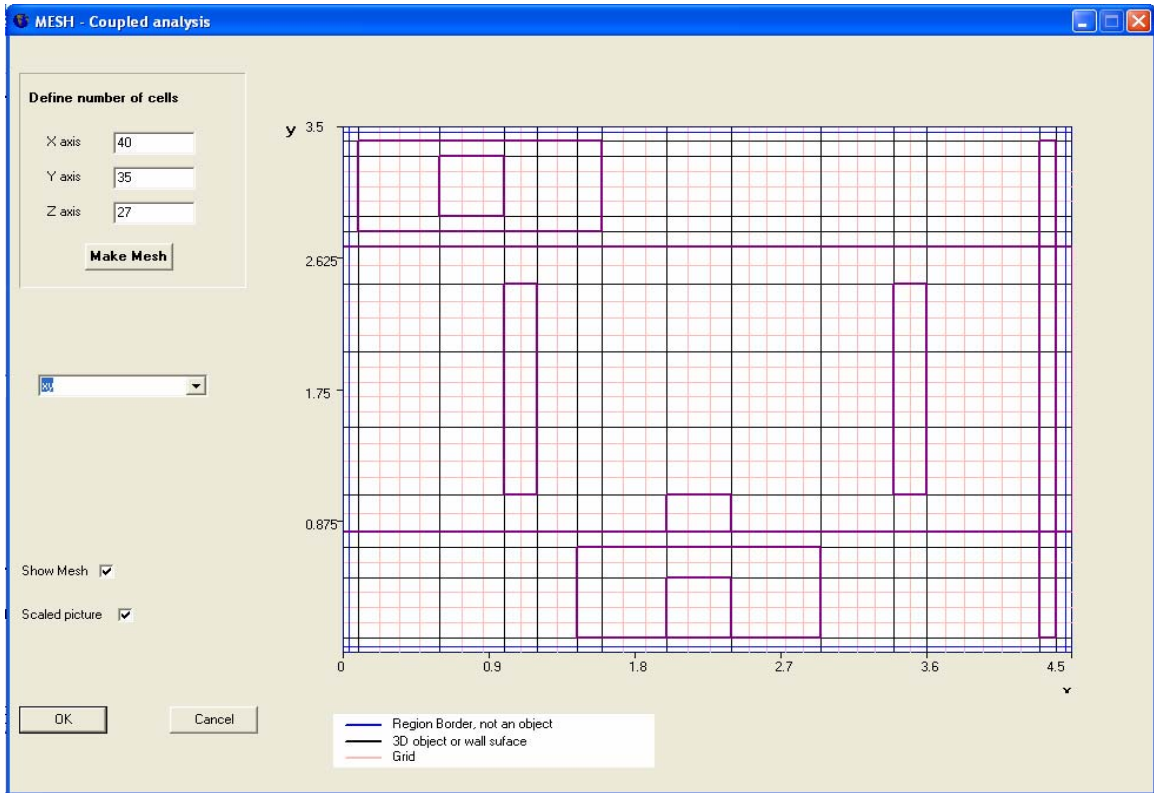 MESH - Coupled analysis
Define number of cells
X axis 40
Y axis 35
Z axis 27
Make Mesh
xy
Show Mesh
Scaled picture
OK Cancel
y 3.5
2.625
1.75
0.875
0 0.9 1.8 2.7 3.6 4.5
x
Region Border, not an object
3D object or wall suface
Grid